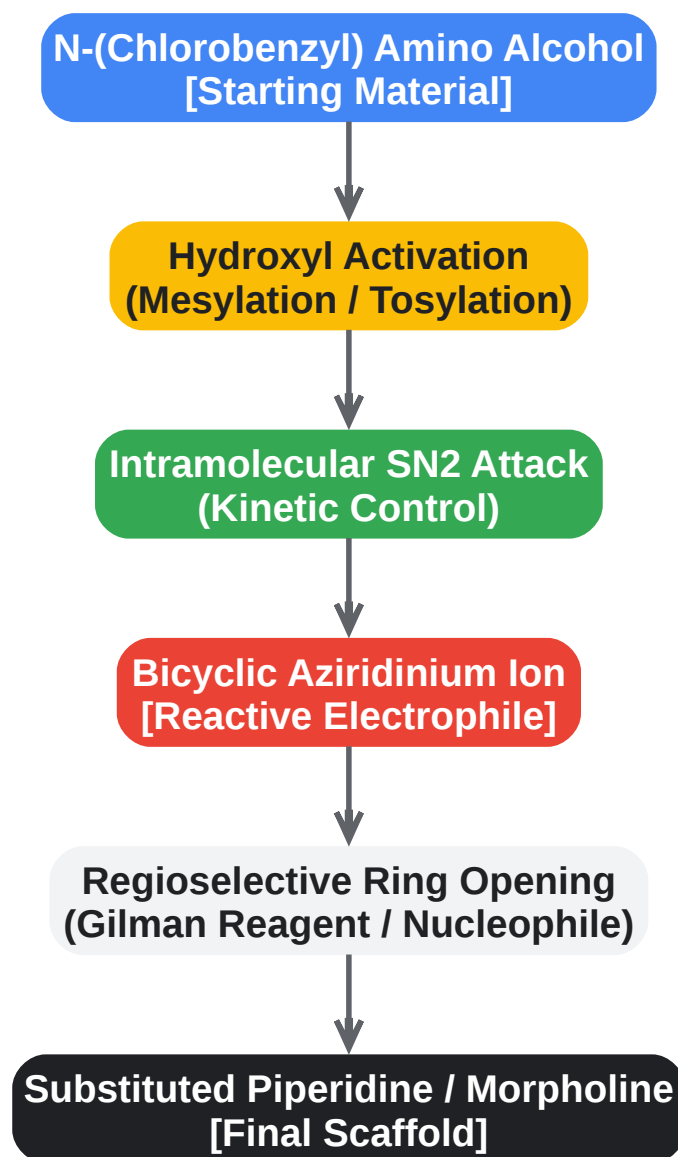 N-(Chlorobenzyl) Amino Alcohol
[Starting Material]
Hydroxyl Activation
(Mesylation / Tosylation)
Intramolecular SN2 Attack
(Kinetic Control)
Bicyclic Aziridinium Ion
[Reactive Electrophile]
Regioselective Ring Opening
(Gilman Reagent / Nucleophile)
Substituted Piperidine / Morpholine
[Final Scaffold]